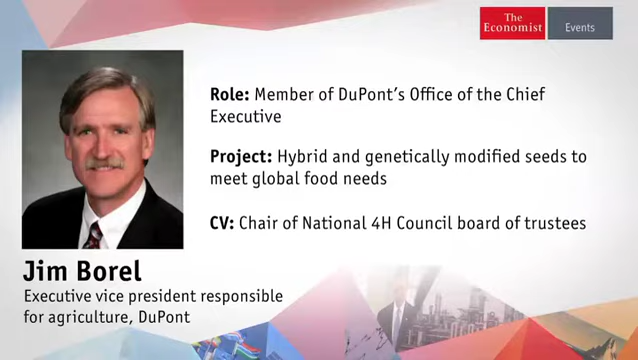 The
Economist
Events
Role: Member of DuPont's Office of the Chief
Executive
Project: Hybrid and genetically modified seeds to
meet global food needs
CV: Chair of National 4H Council board of trustees
Jim Borel
Executive vice president responsible
for agriculture, DuPont